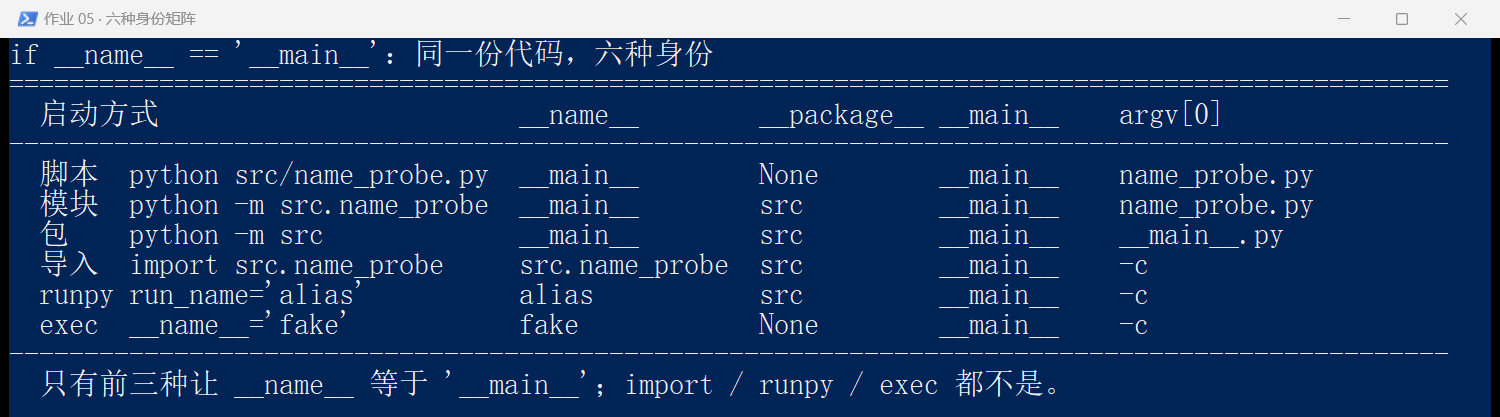 作业 05 · 六种身份矩阵
if __name__ == '__main__': 同一份代码，六种身份
================================================================================================
启动方式 __name__ __package__ __main__ argv[0]
------------------------------------------------------------------------------------------------
脚本 python src/name_probe.py __main__ None __main__ name_probe.py
模块 python -m src.name_probe __main__ src __main__ name_probe.py
包 python -m src __main__ src __main__ __main__.py
导入 import src.name_probe src.name_probe src __main__ -c
runpy run_name='alias' alias src __main__ -c
exec __name__='fake' fake None __main__ -c
------------------------------------------------------------------------------------------------
只有前三种让 __name__ 等于 '__main__'；import / runpy / exec 都不是。